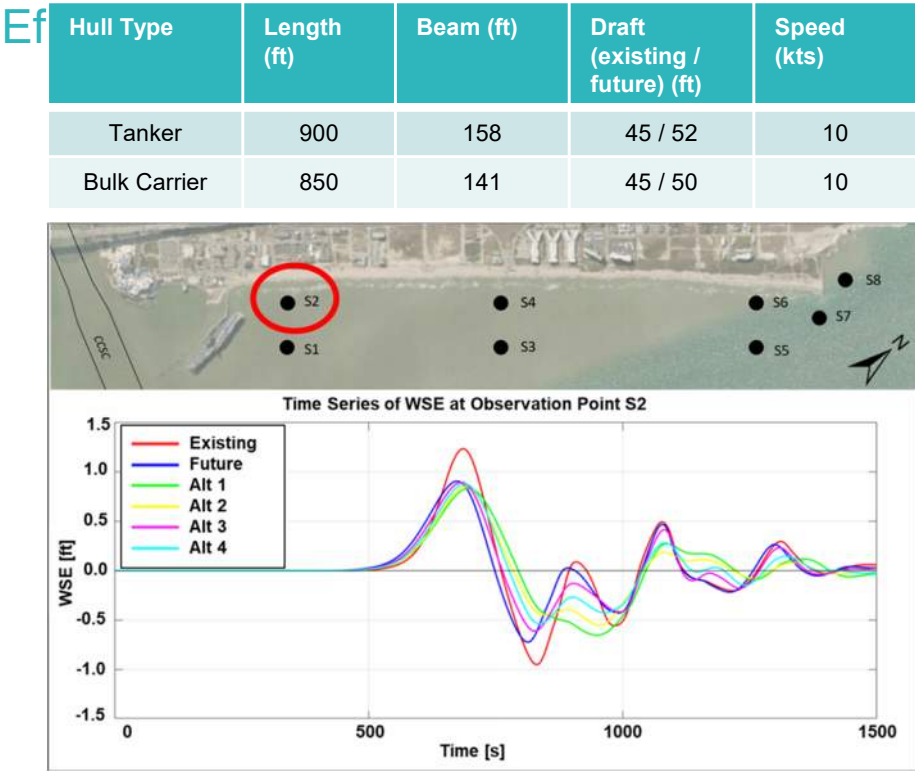 Ef
Hull Type Length (ft) Beam (ft) Draft (existing / future) (ft) Speed (kts)
Tanker 900 158 45 / 52 10
Bulk Carrier 850 141 45 / 50 10
S8
S2 S4 S6
S7
CCSC
S1 S3 S5
N
Time Series of WSE at Observation Point S2
1.5
Existing
Future
1.0
Alt 1
Alt 2
0.5
Alt 3
Alt 4
0.0
WSE [ft]
-0.5
-1.0
-1.5
0 500 1000 1500
Time [s]